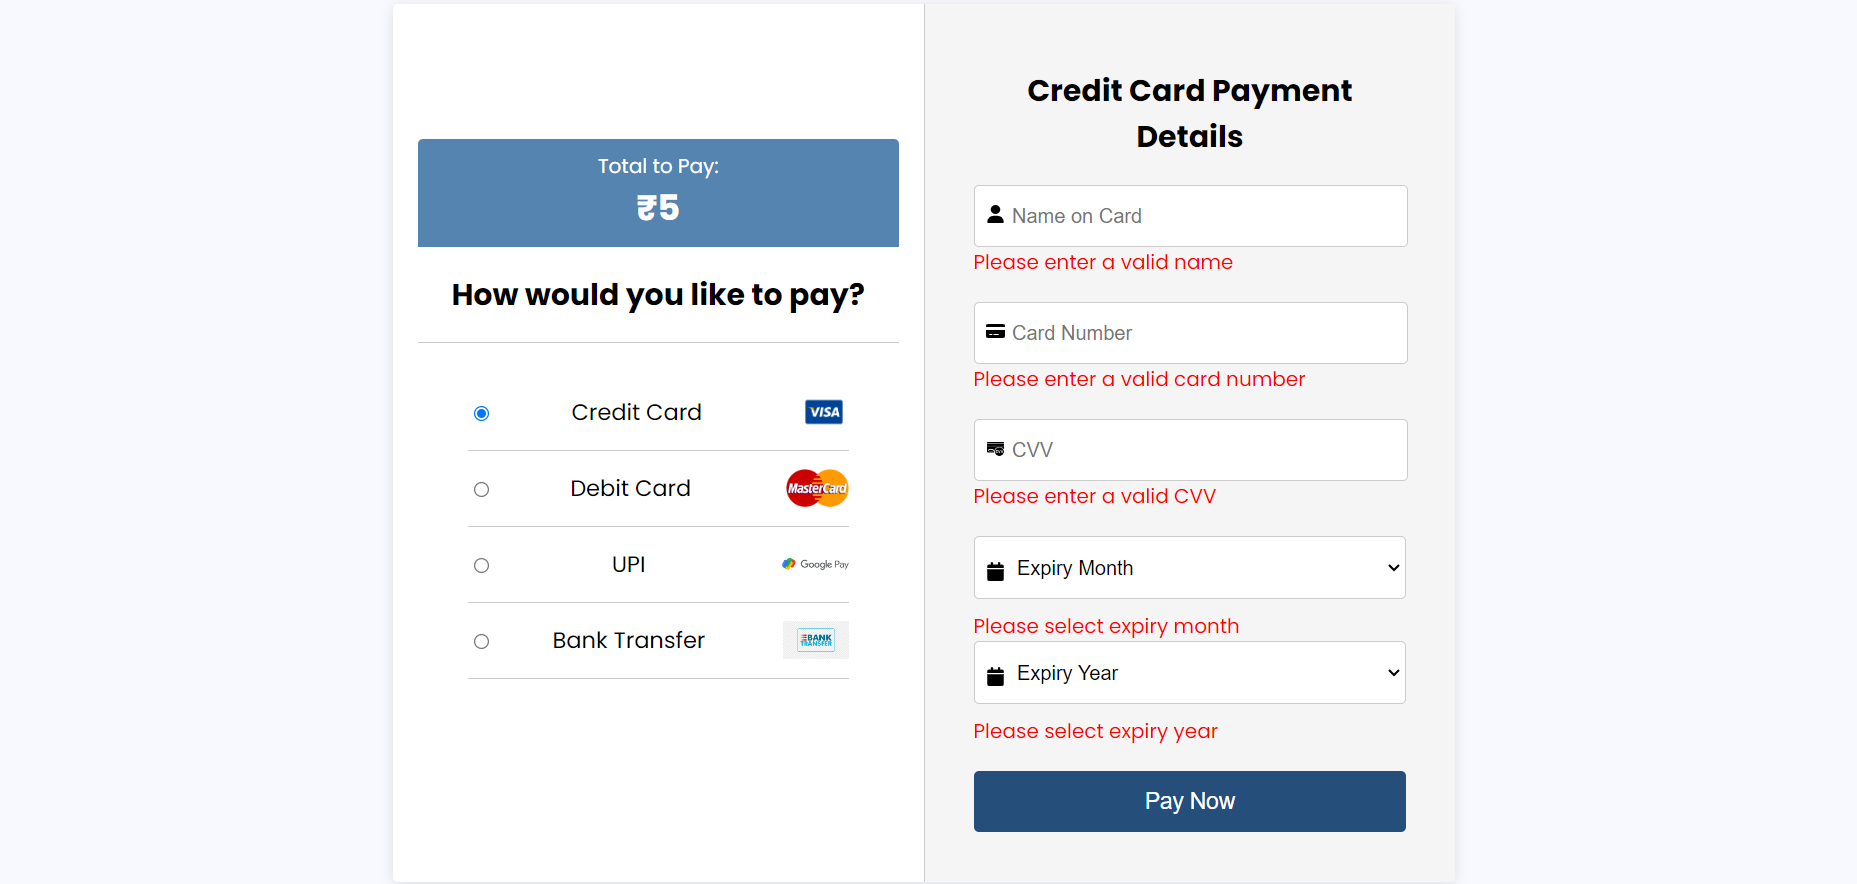 Total to Pay:
₹5
How would you like to pay?
Credit Card
VISA
Debit Card
MasterCard
UPI
Google Pay
Bank Transfer
BANK
TRANSFER
Credit Card Payment
Details
Name on Card
Please enter a valid name
Card Number
Please enter a valid card number
CVV
Please enter a valid CVV
Expiry Month
Please select expiry month
Expiry Year
Please select expiry year
Pay Now